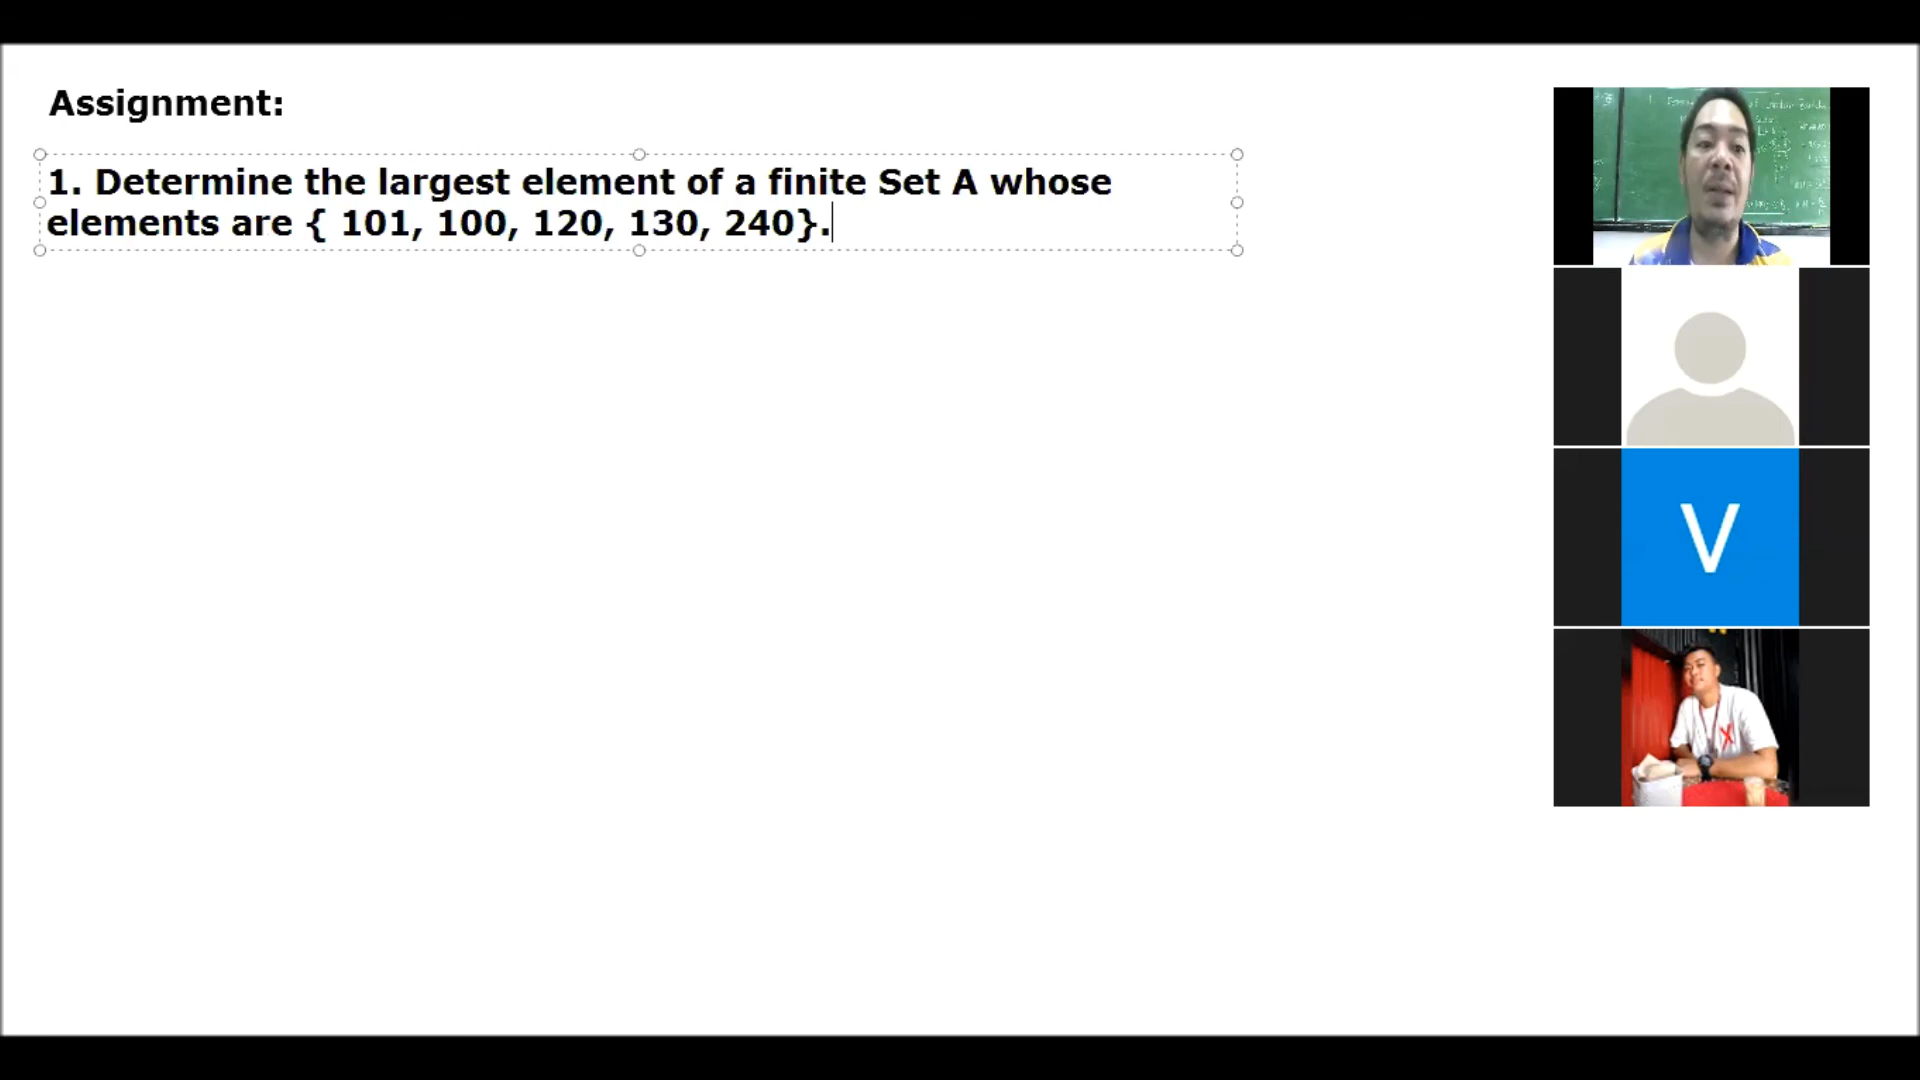 Assignment:
1. Determine the largest element of a finite Set A whose
elements are { 101, 100, 120, 130, 240}.
V
X